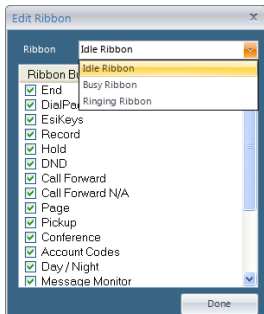 Edit Ribbon x
Ribbon Idle Ribbon
Idle Ribbon
Ribbon Bu
Busy Ribbon
End
Ringing Ribbon
DialPa
EsiKeys
Record
Hold
DND
Call Forward
Call Forward N/A
Page
Pickup
Conference
Account Codes
Day / Night
Message Monitor
Done